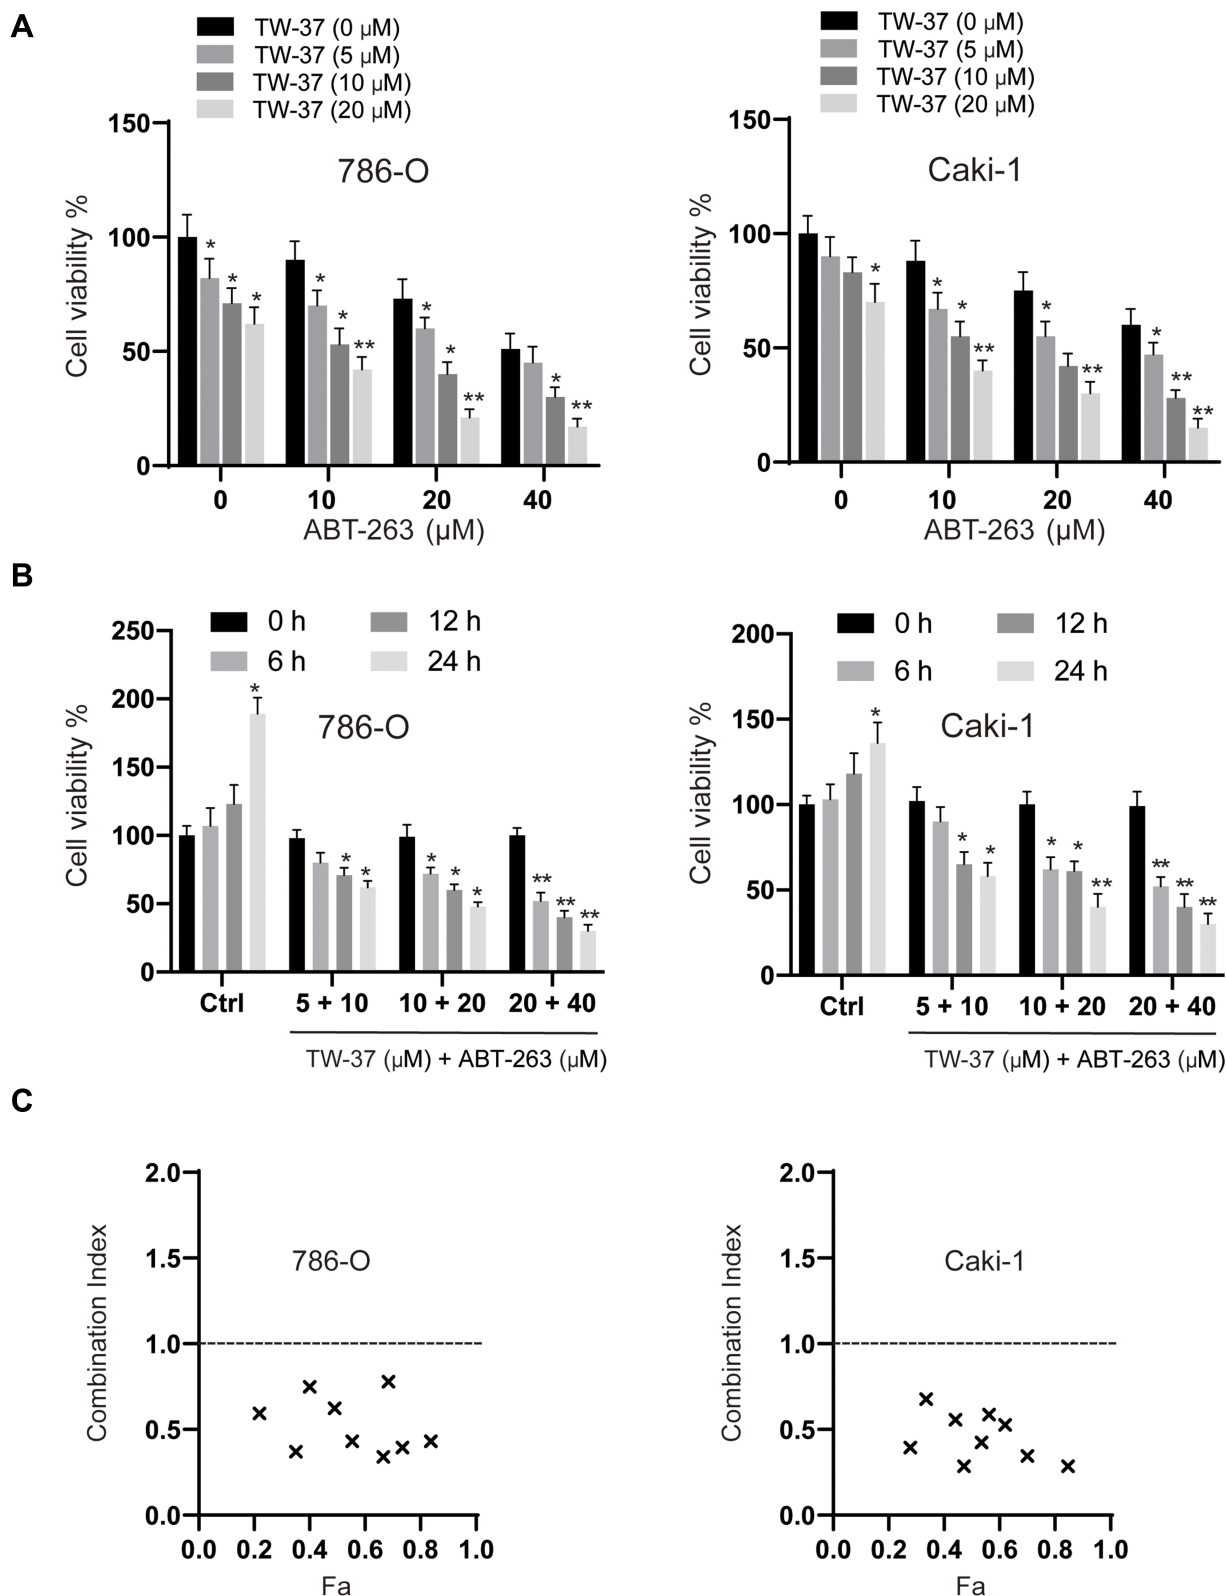 A
TW-37 (0 µM)
TW-37 (5 µM)
TW-37 (10 µM)
TW-37 (20 µM)
786-O
Cell viability %
150
100
50
0
*
*
*
*
*
**
*
*
**
*
**
0
10
20
40
ABT-263 (µM)
TW-37 (0 µM)
TW-37 (5 µM)
TW-37 (10 µM)
TW-37 (20 µM)
Caki-1
Cell viability %
150
100
50
0
*
*
*
**
*
**
*
**
**
0
10
20
40
ABT-263 (µM)
B
0 h
12 h
6 h
24 h
786-O
Cell viability %
250
200
150
100
50
0
*
*
*
*
*
*
**
**
**
Ctrl
5 + 10
10 + 20
20 + 40
TW-37 (µM) + ABT-263 (µM)
0 h
12 h
6 h
24 h
Caki-1
Cell viability %
200
150
100
50
0
*
*
*
*
*
**
**
**
**
Ctrl
5 + 10
10 + 20
20 + 40
TW-37 (µM) + ABT-263 (µM)
C
786-O
Combination Index
2.0
1.5
1.0
0.5
0.0
0.0 0.2 0.4 0.6 0.8 1.0
Fa
Caki-1
Combination Index
2.0
1.5
1.0
0.5
0.0
0.0 0.2 0.4 0.6 0.8 1.0
Fa